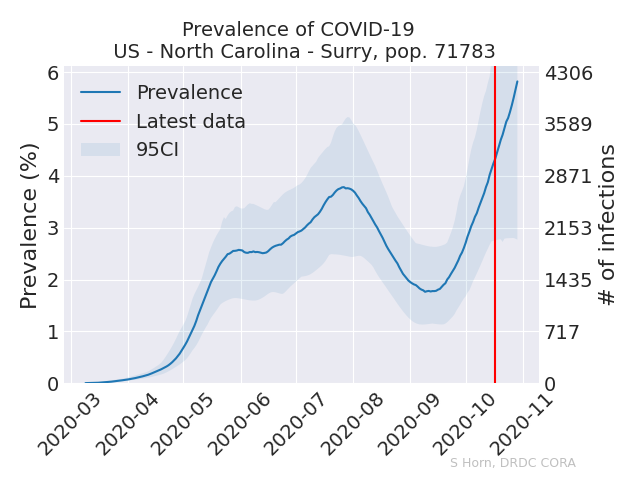 Prevalence of COVID-19
US - North Carolina - Surry, pop. 71783
Prevalence
Latest data
95CI
Prevalence (%)
6
5
4
3
2
1
0
4306
3589
2871
2153
1435
717
0
# of infections
2020-03
2020-04
2020-05
2020-06
2020-07
2020-08
2020-09
2020-10
2020-11
S Horn, DRDC CORA